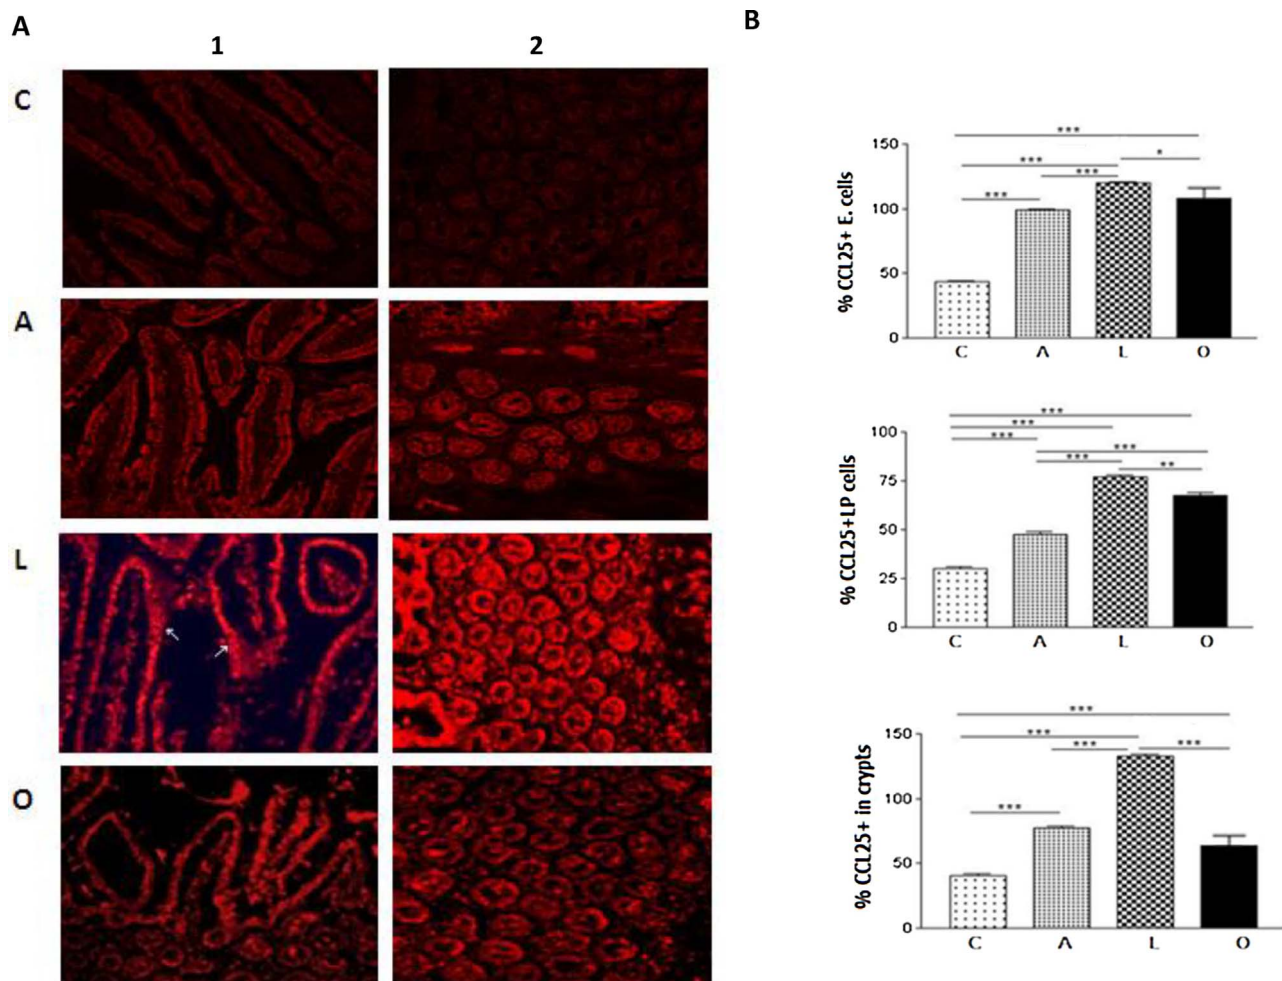 A
B
1
2
C
A
L
O
***
***
*
***
***
150
100
50
0
% CCL25+ E. cells
C
A
L
O
***
***
***
***
***
**
100
75
50
25
0
% CCL25+LP cells
C
A
L
O
***
***
***
***
***
150
100
50
0
% CCL25+ in crypts
C
A
L
O